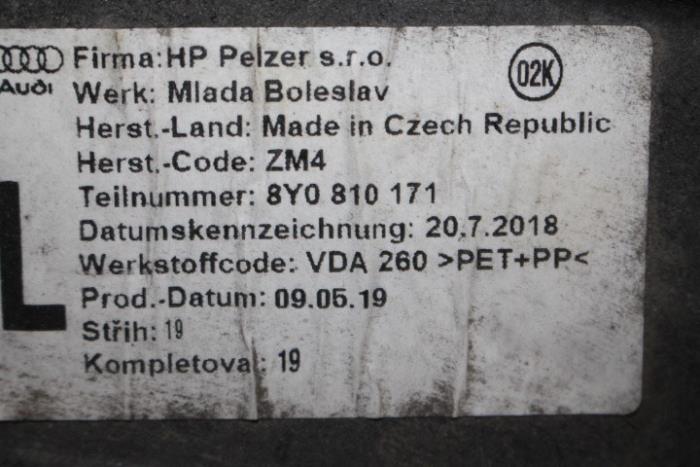 Audi
Firma: HP Pelzer s.r.o.
02K
Werk: Mlada Boleslav
Herst.-Land: Made in Czech Republic
Herst.-Code: ZM4
Teilnummer: 8Y0 810 171
Datumskennzeichnung: 20.7.2018
Werkstoffcode: VDA 260 >PET+PP<
L
Prod.-Datum: 09.05.19
Střih: 19
Kompletoval: 19